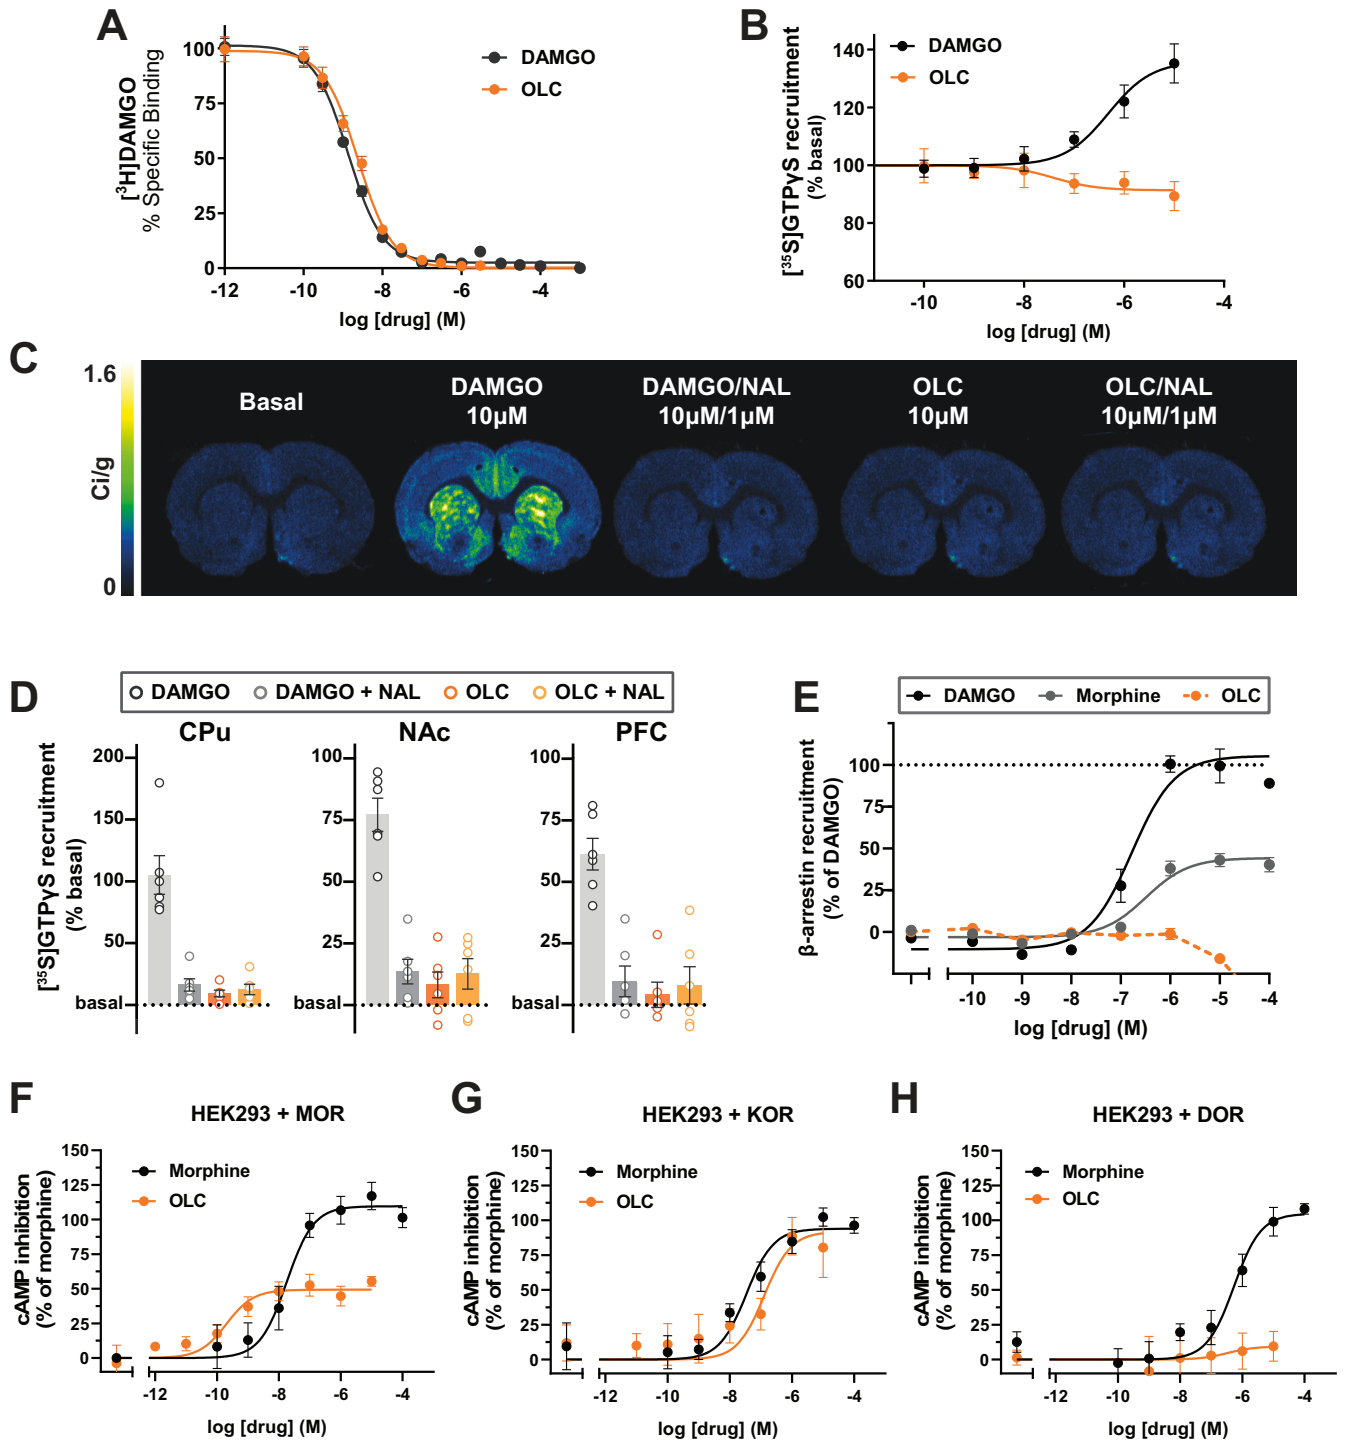 A
100
75
50
25
0
[³H]DAMGO
% Specific Binding
DAMGO
OLC
-12
-10
-8
-6
-4
log [drug] (M)
B
140
120
100
80
60
[³⁵S]GTPγS recruitment
(% basal)
DAMGO
OLC
-10
-8
-6
-4
log [drug] (M)
C
1.6
Ci/g
0
Basal
DAMGO
10μM
DAMGO/NAL
10μM/1μM
OLC
10μM
OLC/NAL
10μM/1μM
D
DAMGO
DAMGO + NAL
OLC
OLC + NAL
[³⁵S]GTPγS recruitment
(% basal)
CPu
200
150
100
50
basal
NAc
100
75
50
25
basal
PFC
100
75
50
25
basal
E
DAMGO
Morphine
OLC
β-arrestin recruitment
(% of DAMGO)
100
75
50
25
0
-10
-9
-8
-7
-6
-5
-4
log [drug] (M)
F
HEK293 + MOR
cAMP inhibition
(% of morphine)
150
125
100
75
50
25
0
Morphine
OLC
-12
-10
-8
-6
-4
log [drug] (M)
G
HEK293 + KOR
cAMP inhibition
(% of morphine)
150
125
100
75
50
25
0
Morphine
OLC
-12
-10
-8
-6
-4
log [drug] (M)
H
HEK293 + DOR
cAMP inhibition
(% of morphine)
150
125
100
75
50
25
0
Morphine
OLC
-12
-10
-8
-6
-4
log [drug] (M)